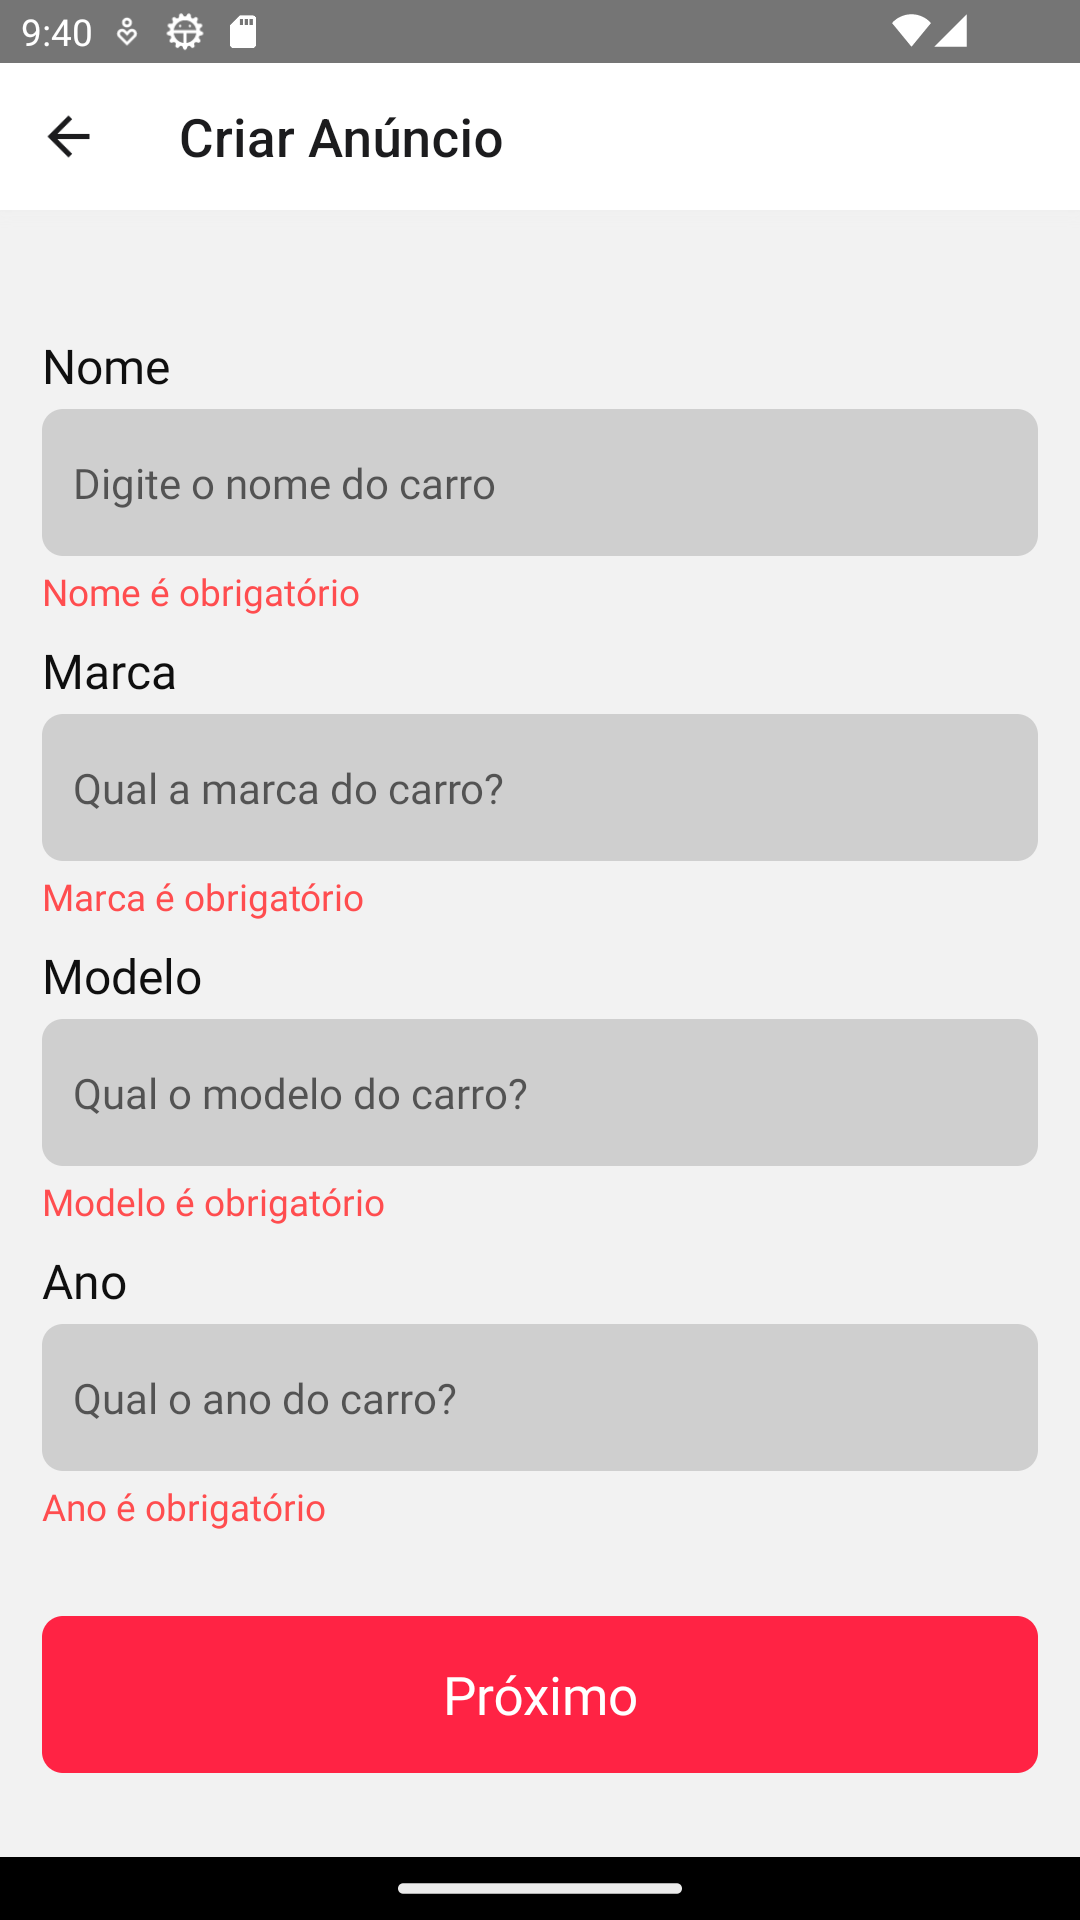 9:40
Criar Anúncio
Nome
Digite o nome do carro
Nome é obrigatório
Marca
Qual a marca do carro?
Marca é obrigatório
Modelo
Qual o modelo do carro?
Modelo é obrigatório
Ano
Qual o ano do carro?
Ano é obrigatório
Próximo